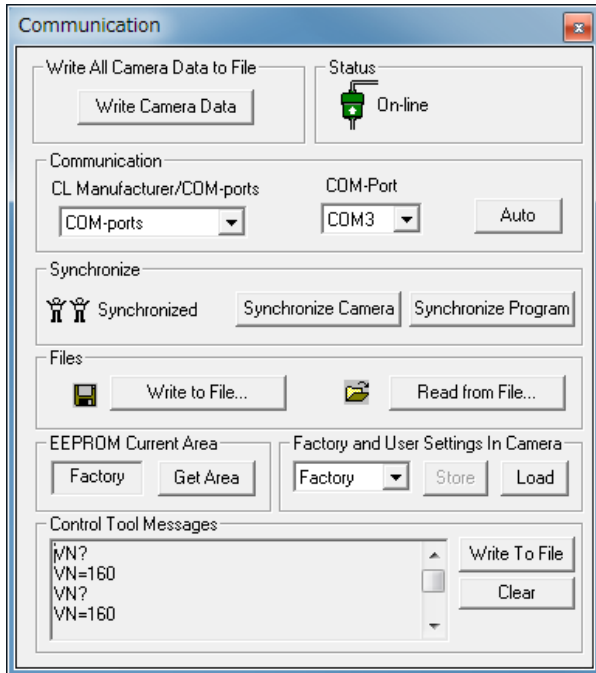 Communication
Write All Camera Data to File
Write Camera Data
Status
On-line
Communication
CL Manufacturer/COM-ports
COM-ports
COM-Port
COM3
Auto
Synchronize
Synchronized
Synchronize Camera
Synchronize Program
Files
Write to File...
Read from File...
EEPROM Current Area
Factory
Get Area
Factory and User Settings In Camera
Factory
Store
Load
Control Tool Messages
VN?
VN=160
VN?
VN=160
Write To File
Clear